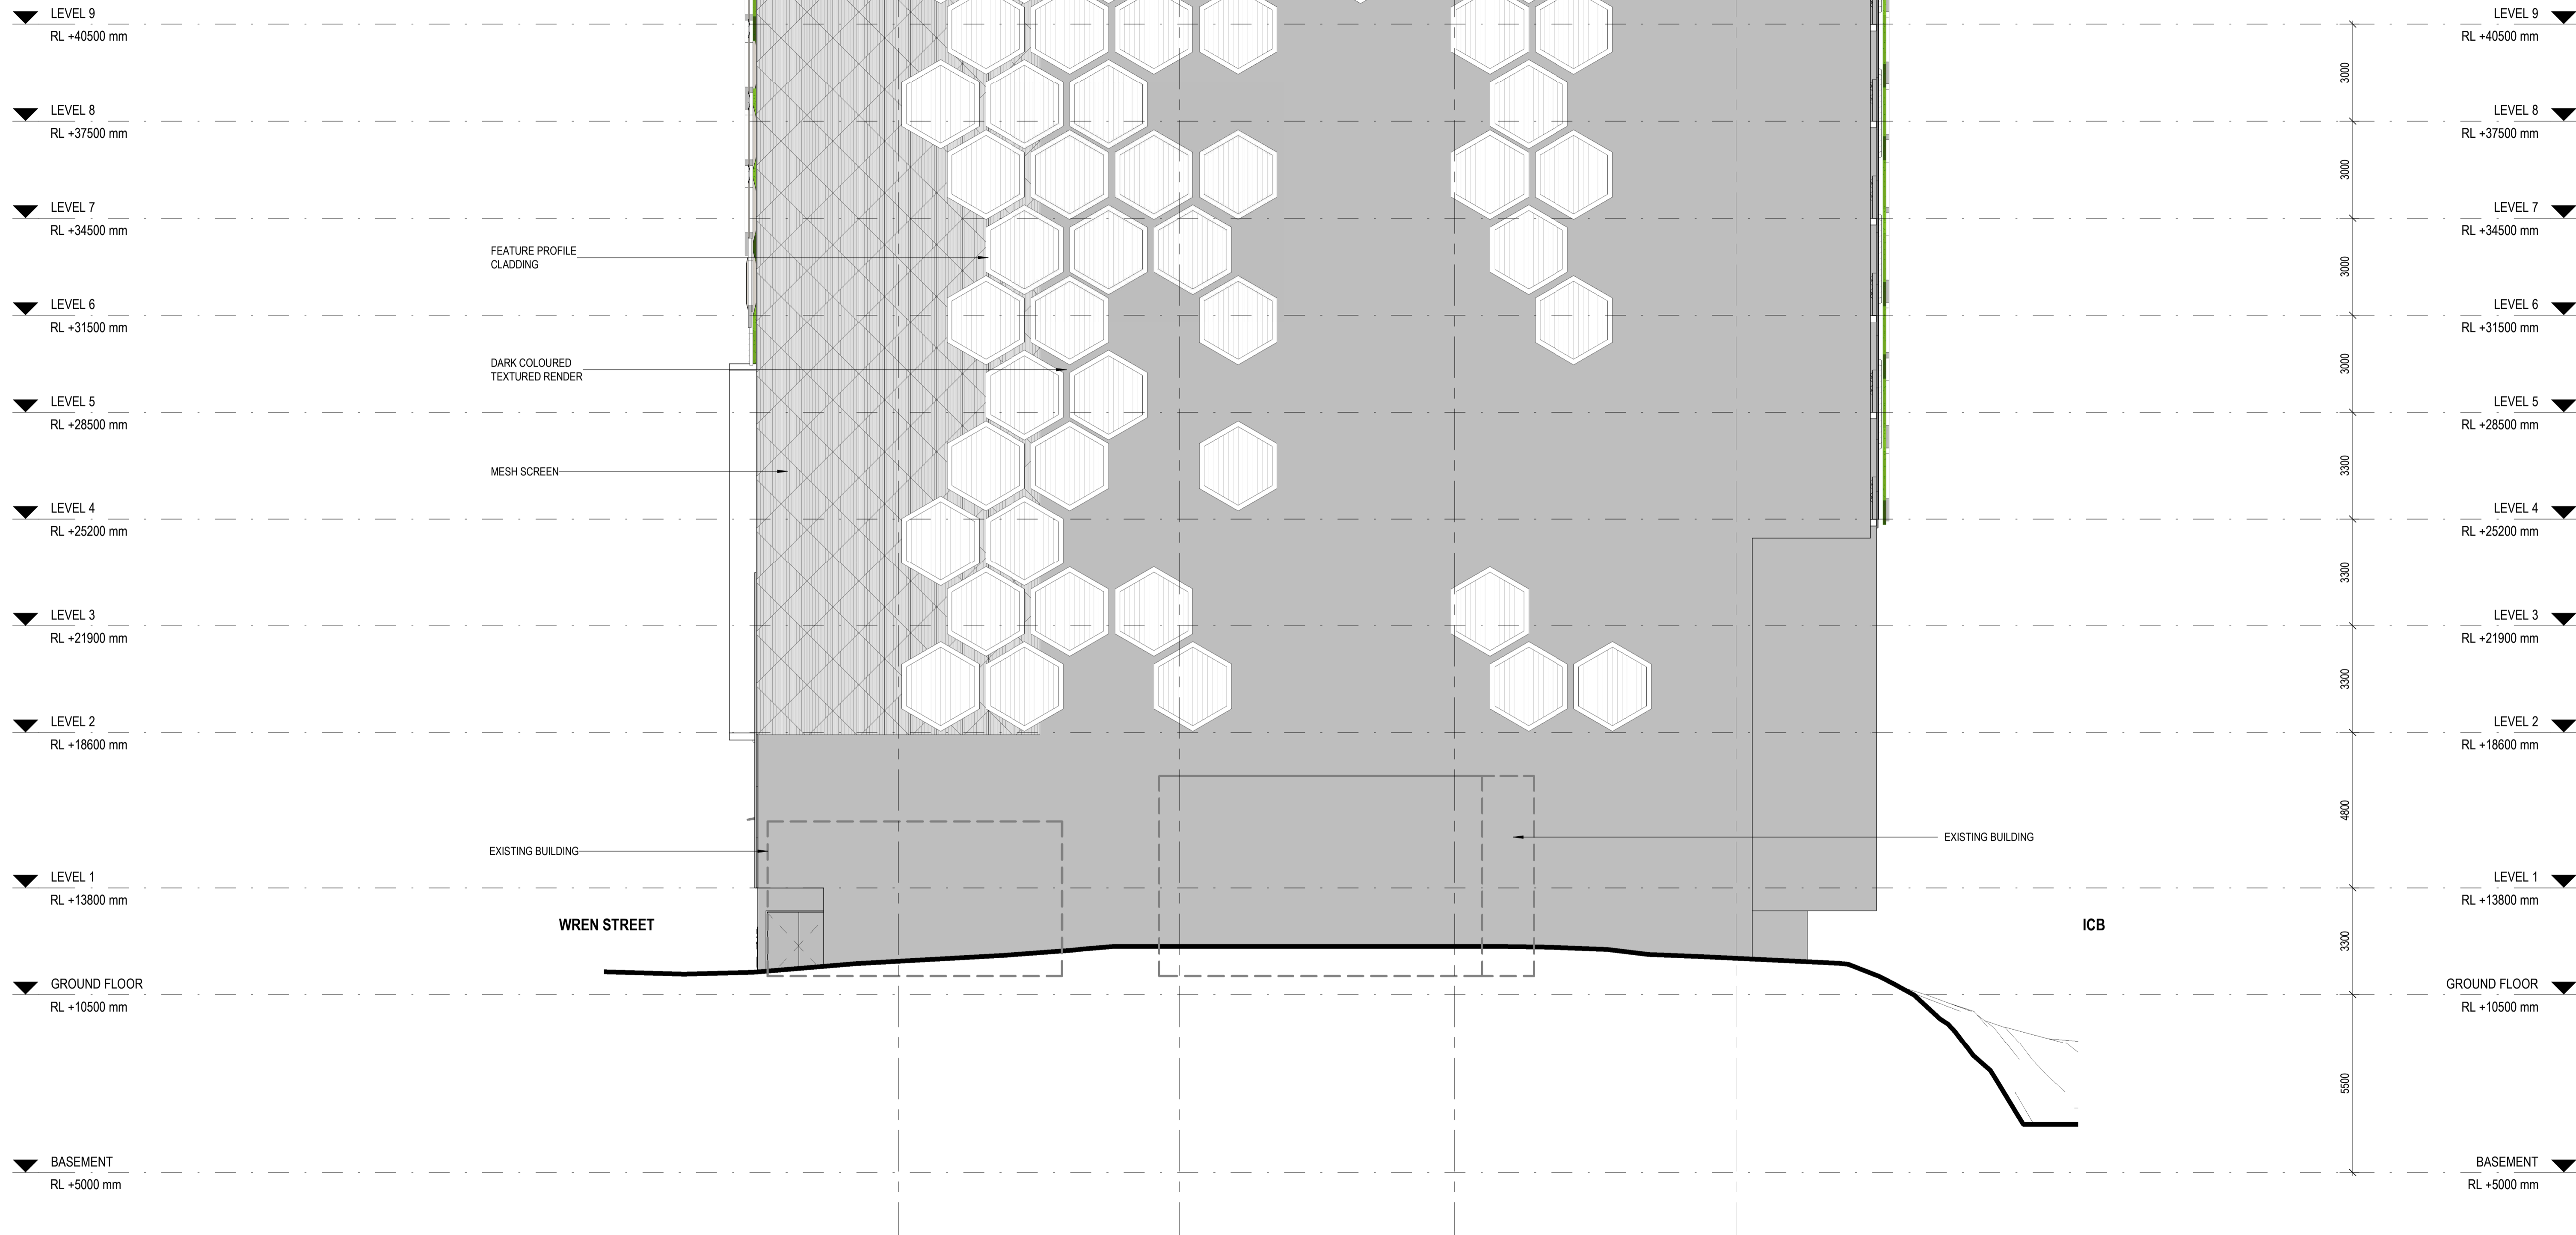 LEVEL 9
RL +40500 mm
LEVEL 9
RL +40500 mm
3000
LEVEL 8
RL +37500 mm
LEVEL 8
RL +37500 mm
3000
LEVEL 7
RL +34500 mm
LEVEL 7
RL +34500 mm
FEATURE PROFILE
CLADDING
3000
LEVEL 6
RL +31500 mm
LEVEL 6
RL +31500 mm
DARK COLOURED
TEXTURED RENDER
3000
LEVEL 5
RL +28500 mm
LEVEL 5
RL +28500 mm
MESH SCREEN
3300
LEVEL 4
RL +25200 mm
LEVEL 4
RL +25200 mm
3300
LEVEL 3
RL +21900 mm
LEVEL 3
RL +21900 mm
3300
LEVEL 2
RL +18600 mm
LEVEL 2
RL +18600 mm
4800
EXISTING BUILDING
EXISTING BUILDING
LEVEL 1
RL +13800 mm
LEVEL 1
RL +13800 mm
WREN STREET
ICB
3300
GROUND FLOOR
RL +10500 mm
GROUND FLOOR
RL +10500 mm
5500
BASEMENT
RL +5000 mm
BASEMENT
RL +5000 mm